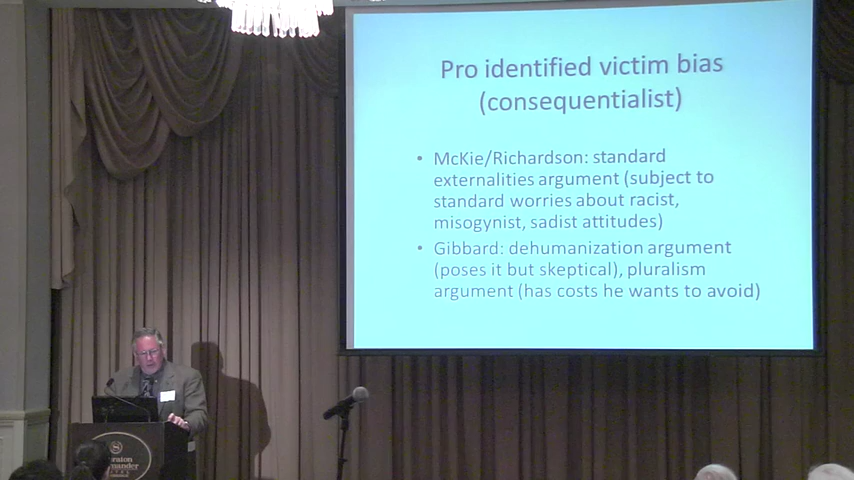 Pro identified victim bias
(consequentialist)
• McKie/Richardson: standard
externalities argument (subject to
standard worries about racist,
misogynist, sadist attitudes)
• Gibbard: dehumanization argument
(poses it but skeptical), pluralism
argument (has costs he wants to avoid)